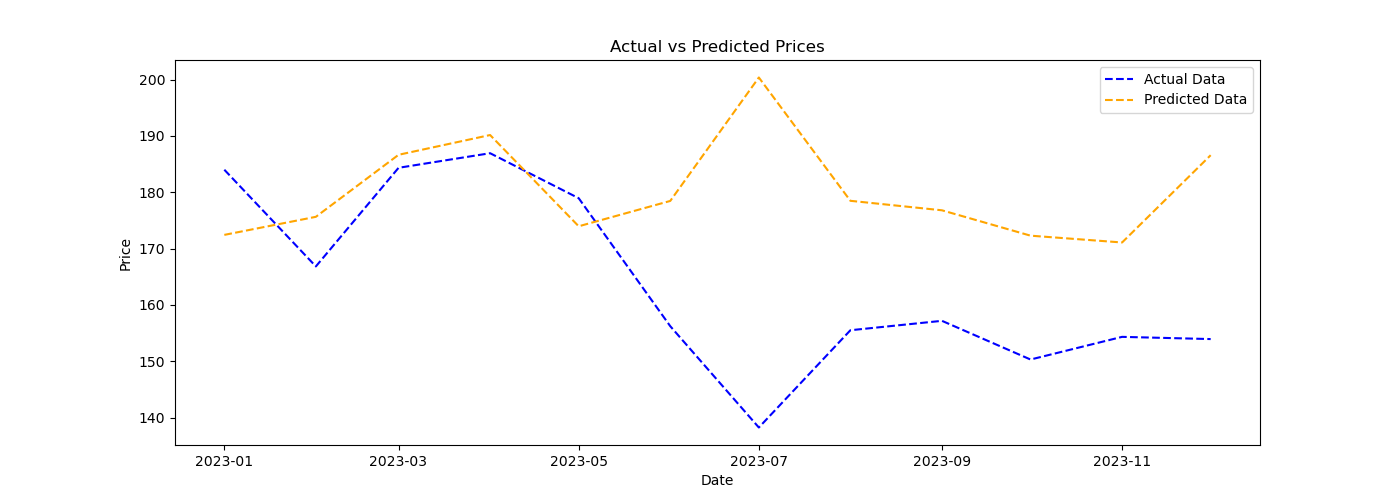 Actual vs Predicted Prices
Actual Data
Predicted Data
Price
200
190
180
170
160
150
140
2023-01
2023-03
2023-05
2023-07
2023-09
2023-11
Date